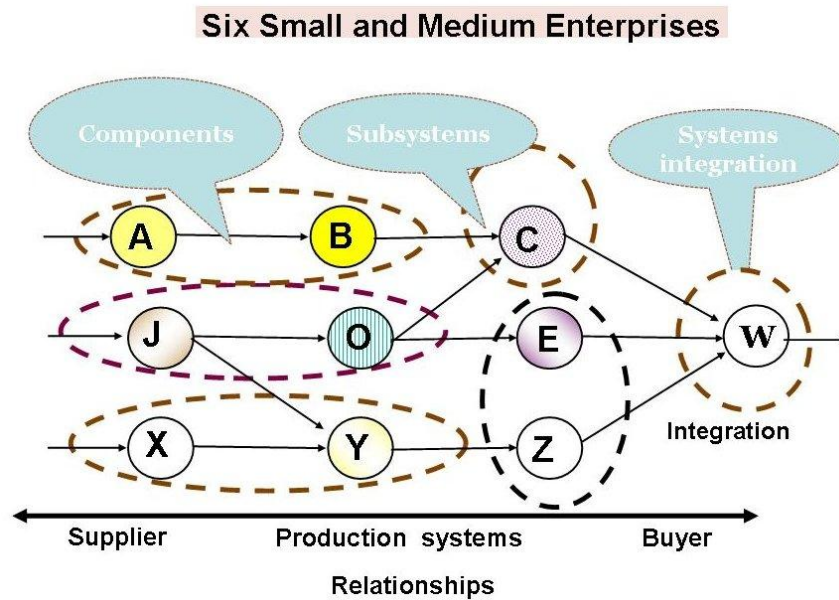 Six Small and Medium Enterprises
Components
Subsystems
Systems
integration
A
B
C
J
O
E
W
X
Y
Z
Integration
Supplier
Production systems
Buyer
Relationships